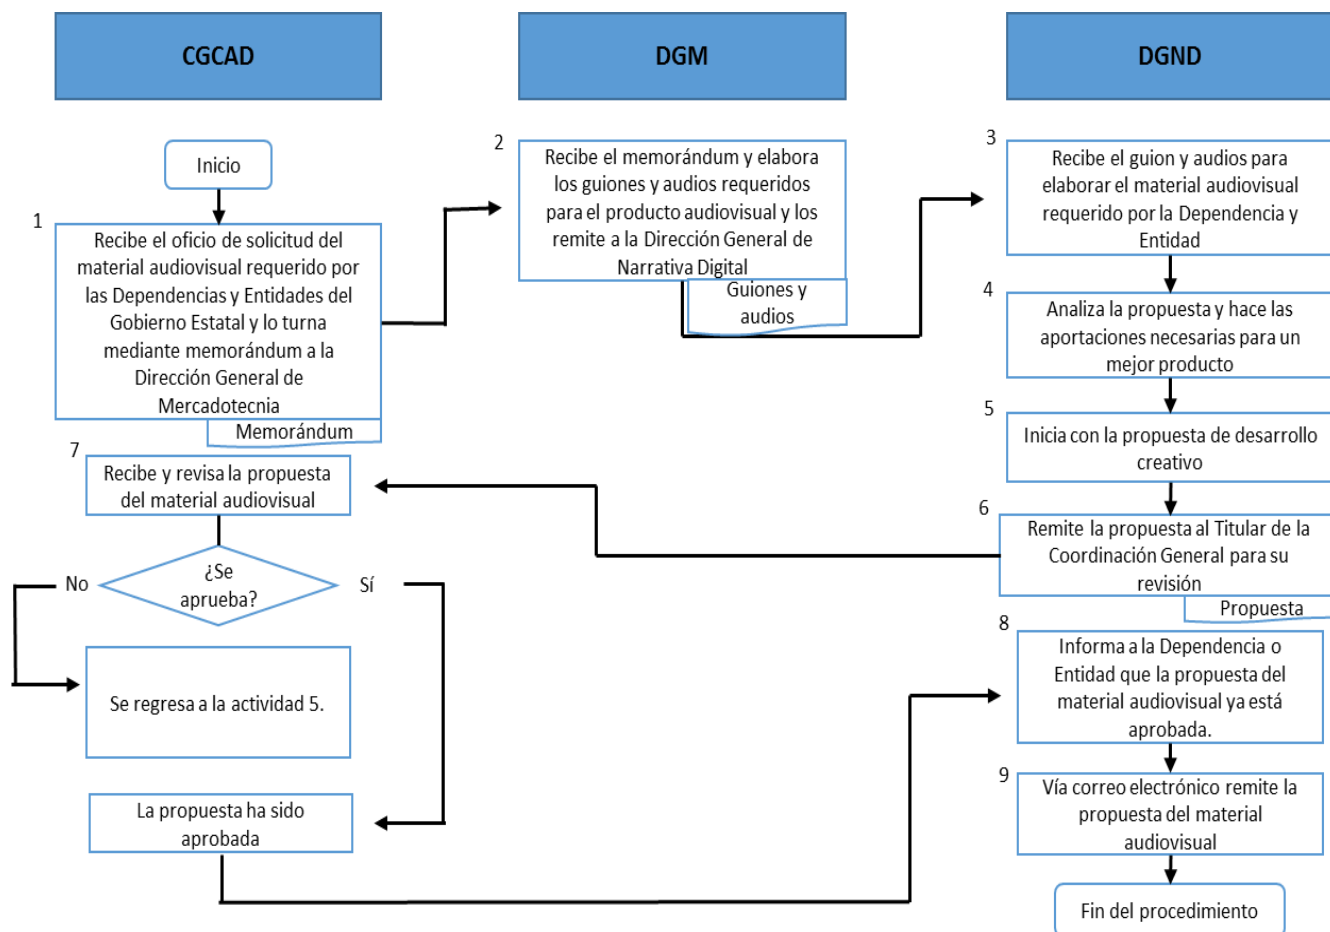 CGCAD
DGM
DGND
Inicio
1
Recibe el oficio de solicitud del
material audiovisual requerido por
las Dependencias y Entidades del
Gobierno Estatal y lo turna
mediante memorándum a la
Dirección General de
Mercadotecnia
Memorándum
2
Recibe el memorándum y elabora
los guiones y audios requeridos
para el producto audiovisual y los
remite a la Dirección General de
Narrativa Digital
Guiones y
audios
3
Recibe el guion y audios para
elaborar el material audiovisual
requerido por la Dependencia y
Entidad
4
Analiza la propuesta y hace las
aportaciones necesarias para un
mejor producto
5
Inicia con la propuesta de desarrollo
creativo
6
Remite la propuesta al Titular de la
Coordinación General para su
revisión
Propuesta
7
Recibe y revisa la propuesta
del material audiovisual
¿Se
aprueba?
No
Sí
Se regresa a la actividad 5.
La propuesta ha sido
aprobada
8
Informa a la Dependencia o
Entidad que la propuesta del
material audiovisual ya está
aprobada.
9
Vía correo electrónico remite la
propuesta del material
audiovisual
Fin del procedimiento